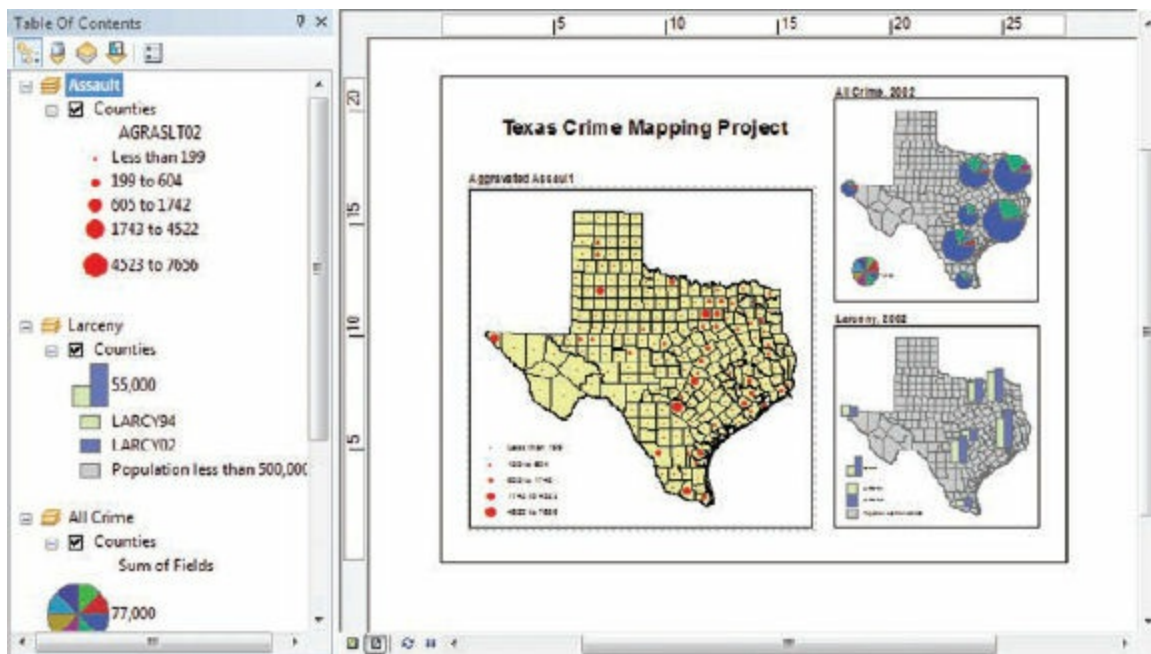 Table Of Contents
Assault
Counties
AGRASLT02
Less than 199
199 to 604
605 to 1742
1743 to 4522
4523 to 7656
Larceny
Counties
55,000
LARCY94
LARCY02
Population less than 500,000
All Crime
Counties
Sum of Fields
77,000
5
10
15
20
25
20
15
10
5
Texas Crime Mapping Project
Aggravated Assault
Less than 199
All Crime, 2002
Larceny, 2002